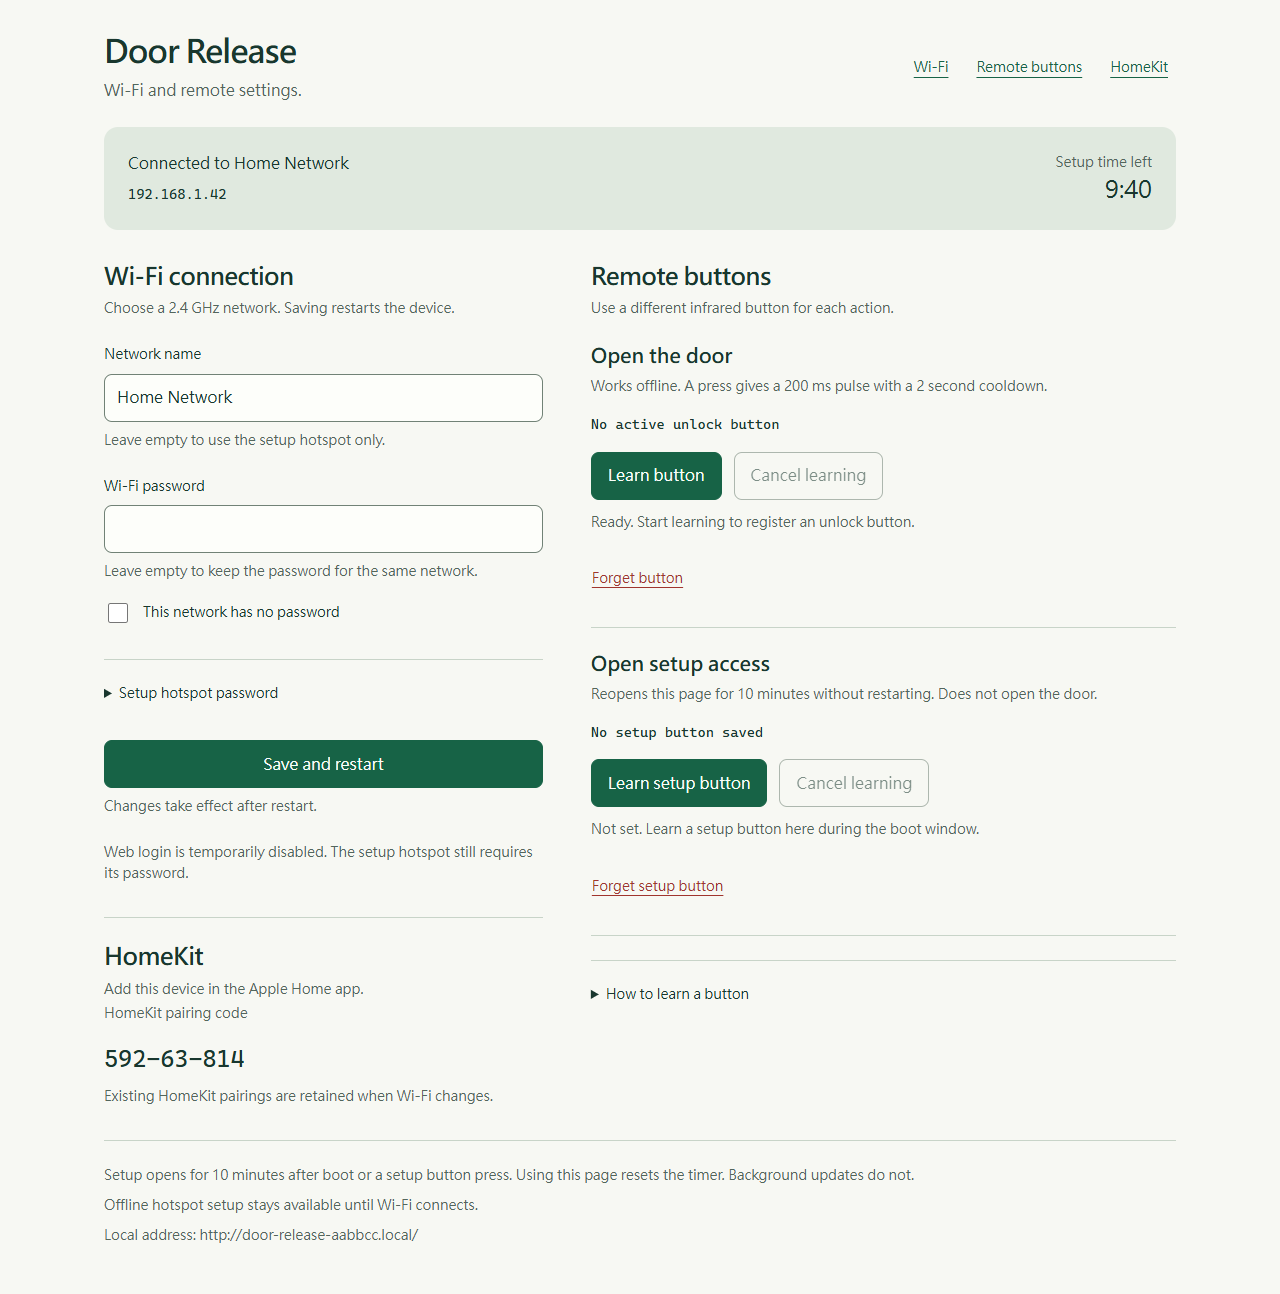 Door Release
Wi-Fi and remote settings.
Wi-Fi
Remote buttons
HomeKit
Connected to Home Network
192.168.1.42
Setup time left
9:40
Wi-Fi connection
Choose a 2.4 GHz network. Saving restarts the device.
Network name
Home Network
Leave empty to use the setup hotspot only.
Wi-Fi password
Leave empty to keep the password for the same network.
This network has no password
Setup hotspot password
Save and restart
Changes take effect after restart.
Web login is temporarily disabled. The setup hotspot still requires
its password.
HomeKit
Add this device in the Apple Home app.
HomeKit pairing code
592-63-814
Existing HomeKit pairings are retained when Wi-Fi changes.
Remote buttons
Use a different infrared button for each action.
Open the door
Works offline. A press gives a 200 ms pulse with a 2 second cooldown.
No active unlock button
Learn button
Cancel learning
Ready. Start learning to register an unlock button.
Forget button
Open setup access
Reopens this page for 10 minutes without restarting. Does not open the door.
No setup button saved
Learn setup button
Cancel learning
Not set. Learn a setup button here during the boot window.
Forget setup button
How to learn a button
Setup opens for 10 minutes after boot or a setup button press. Using this page resets the timer. Background updates do not.
Offline hotspot setup stays available until Wi-Fi connects.
Local address: http://door-release-aabbcc.local/